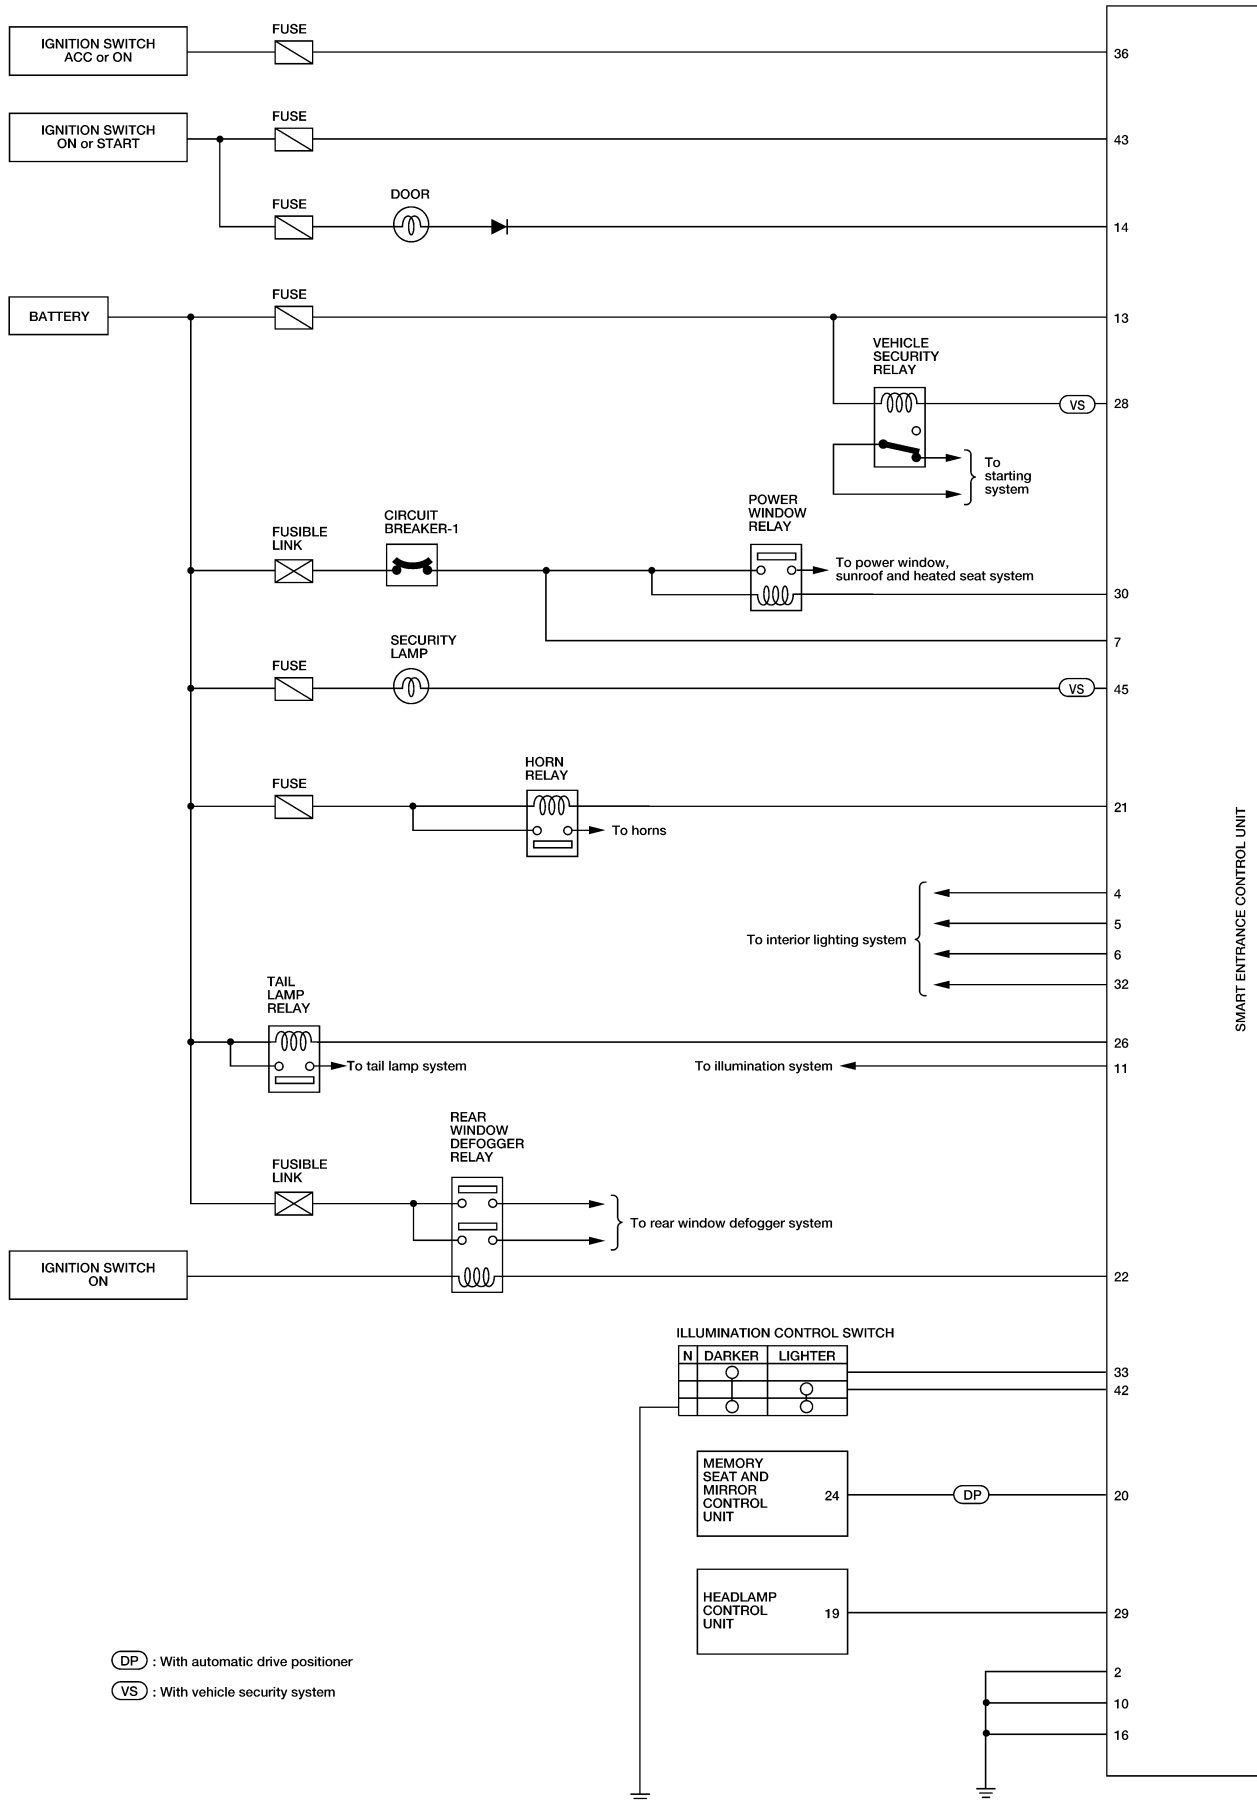 FUSE
IGNITION SWITCH
ACC or ON
36
FUSE
IGNITION SWITCH
ON or START
43
DOOR
FUSE
14
FUSE
BATTERY
13
VEHICLE
SECURITY
RELAY
VS
28
To
starting
system
POWER
WINDOW
RELAY
CIRCUIT
BREAKER-1
FUSIBLE
LINK
To power window,
sunroof and heated seat system
30
7
SECURITY
LAMP
FUSE
VS
45
HORN
RELAY
FUSE
21
To horns
SMART ENTRANCE CONTROL UNIT
4
5
To interior lighting system
6
32
TAIL
LAMP
RELAY
26
To tail lamp system
To illumination system
11
REAR
WINDOW
DEFOGGER
RELAY
FUSIBLE
LINK
To rear window defogger system
IGNITION SWITCH
ON
22
ILLUMINATION CONTROL SWITCH
N DARKER LIGHTER
33
42
MEMORY
SEAT AND
MIRROR
CONTROL
UNIT
24
DP
20
HEADLAMP
CONTROL
UNIT
19
29
DP : With automatic drive positioner
VS : With vehicle security system
2
10
16